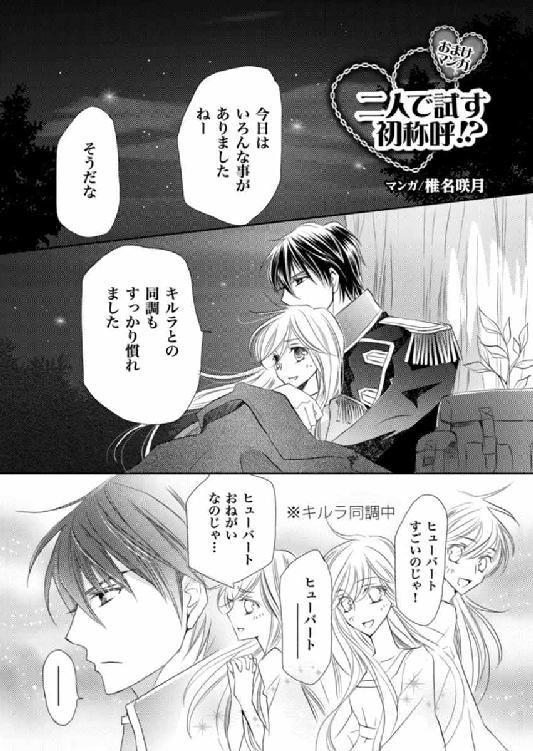 おまけ
マンガ
二人で試す
初称呼!?
マンガ/椎名咲月
今日は
いろんな事が
ありました
ねー
そうだな
キルラとの
同調も
すっかり慣れ
ました
※キルラ同調中
ヒューバート
すごいのじゃ!
ヒューバート
━━
ヒューバート
おねがい
なのじゃ…
━━